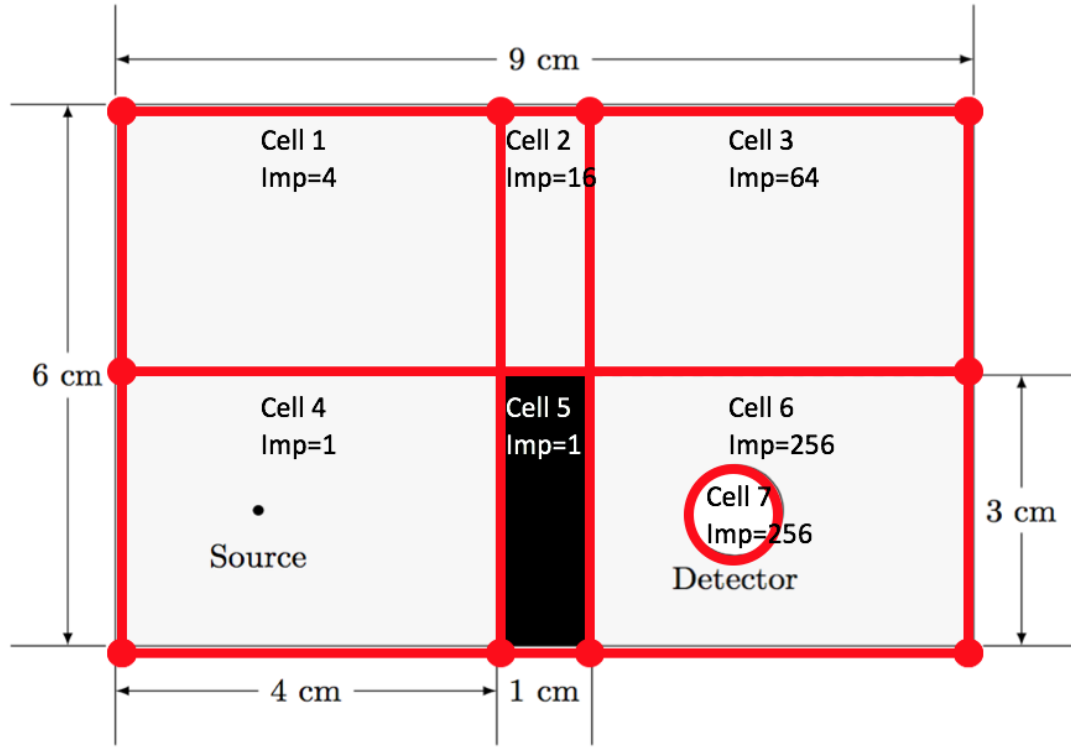 9 cm
Cell 1
Imp=4
Cell 2
Imp=16
Cell 3
Imp=64
6 cm
Cell 4
Imp=1
Cell 5
Imp=1
Cell 6
Imp=256
Cell 7
Imp=256
3 cm
Source
Detector
4 cm
1 cm